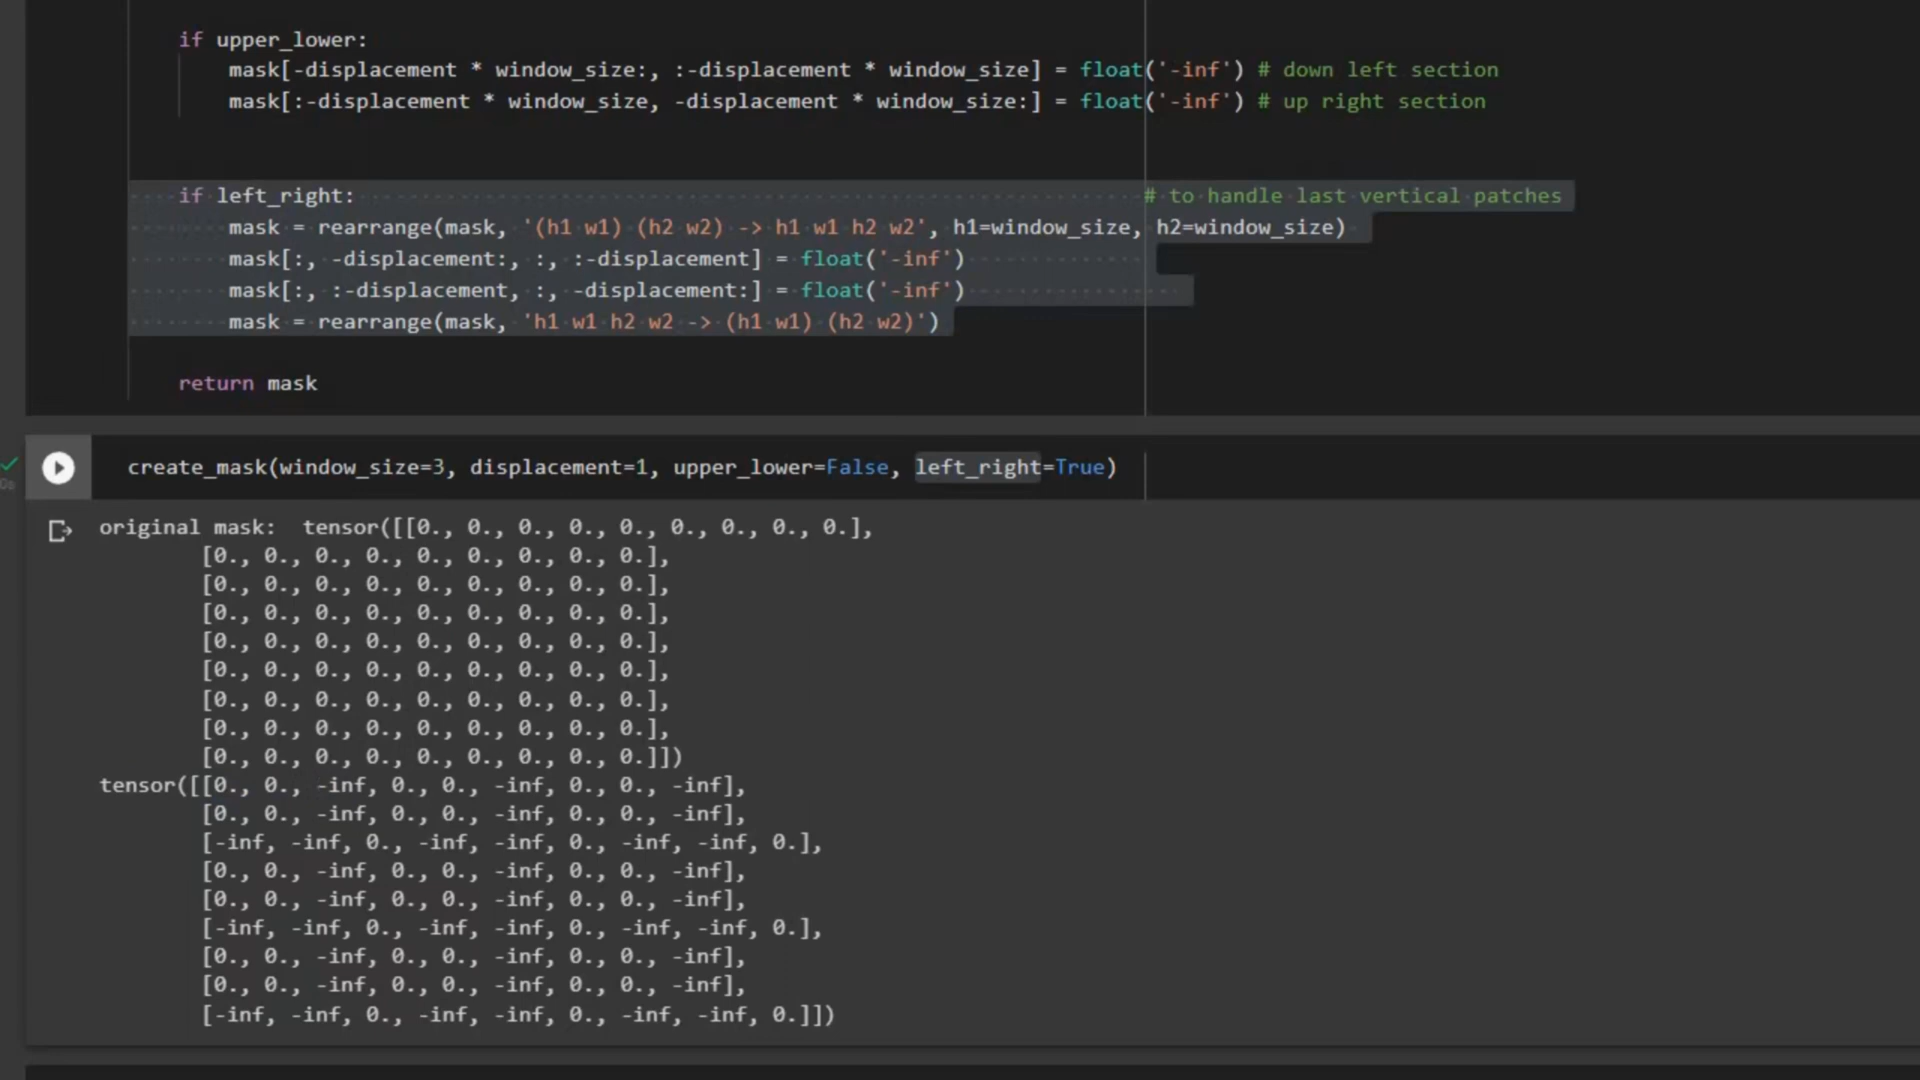 if upper_lower:
mask[-displacement * window_size:, :-displacement * window_size] = float('-inf') # down left section
mask[:-displacement * window_size, -displacement * window_size:] = float('-inf') # up right section
if left_right: # to handle last vertical patches
mask = rearrange(mask, '(h1 w1) (h2 w2) -> h1 w1 h2 w2', h1=window_size, h2=window_size)
mask[:, -displacement:, :, :-displacement] = float('-inf')
mask[:, :-displacement, :, -displacement:] = float('-inf')
mask = rearrange(mask, 'h1 w1 h2 w2 -> (h1 w1) (h2 w2)')
return mask
create_mask(window_size=3, displacement=1, upper_lower=False, left_right=True)
original mask:  tensor([[0., 0., 0., 0., 0., 0., 0., 0., 0.],
[0., 0., 0., 0., 0., 0., 0., 0., 0.],
[0., 0., 0., 0., 0., 0., 0., 0., 0.],
[0., 0., 0., 0., 0., 0., 0., 0., 0.],
[0., 0., 0., 0., 0., 0., 0., 0., 0.],
[0., 0., 0., 0., 0., 0., 0., 0., 0.],
[0., 0., 0., 0., 0., 0., 0., 0., 0.],
[0., 0., 0., 0., 0., 0., 0., 0., 0.],
[0., 0., 0., 0., 0., 0., 0., 0., 0.]])
tensor([[0., 0., -inf, 0., 0., -inf, 0., 0., -inf],
[0., 0., -inf, 0., 0., -inf, 0., 0., -inf],
[-inf, -inf, 0., -inf, -inf, 0., -inf, -inf, 0.],
[0., 0., -inf, 0., 0., -inf, 0., 0., -inf],
[0., 0., -inf, 0., 0., -inf, 0., 0., -inf],
[-inf, -inf, 0., -inf, -inf, 0., -inf, -inf, 0.],
[0., 0., -inf, 0., 0., -inf, 0., 0., -inf],
[0., 0., -inf, 0., 0., -inf, 0., 0., -inf],
[-inf, -inf, 0., -inf, -inf, 0., -inf, -inf, 0.]])